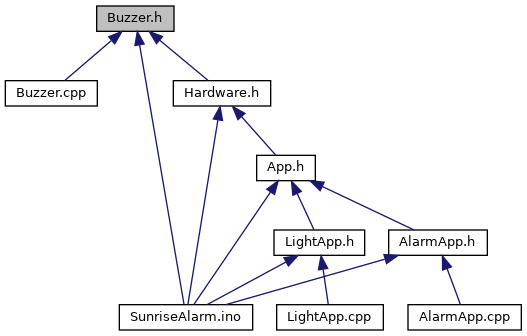 Buzzer.h
Buzzer.cpp
Hardware.h
App.h
LightApp.h
AlarmApp.h
SunriseAlarm.ino
LightApp.cpp
AlarmApp.cpp